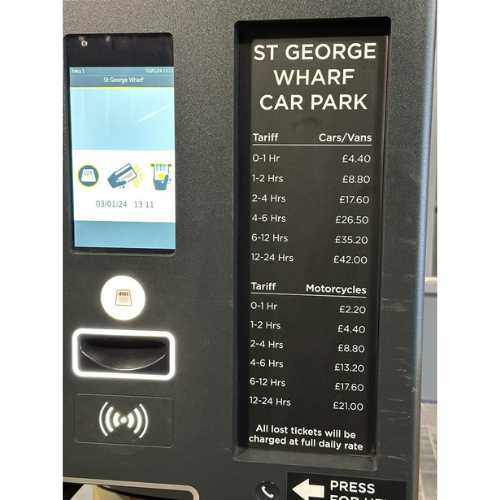 St George Wharf
03/01/24 13:11
ST GEORGE
WHARF
CAR PARK
Tariff Cars/Vans
0-1 Hr £4.40
1-2 Hrs £8.80
2-4 Hrs £17.60
4-6 Hrs £26.50
6-12 Hrs £35.20
12-24 Hrs £42.00
Tariff Motorcycles
0-1 Hr £2.20
1-2 Hrs £4.40
2-4 Hrs £8.80
4-6 Hrs £13.20
6-12 Hrs £17.60
12-24 Hrs £21.00
All lost tickets will be
charged at full daily rate
PRESS